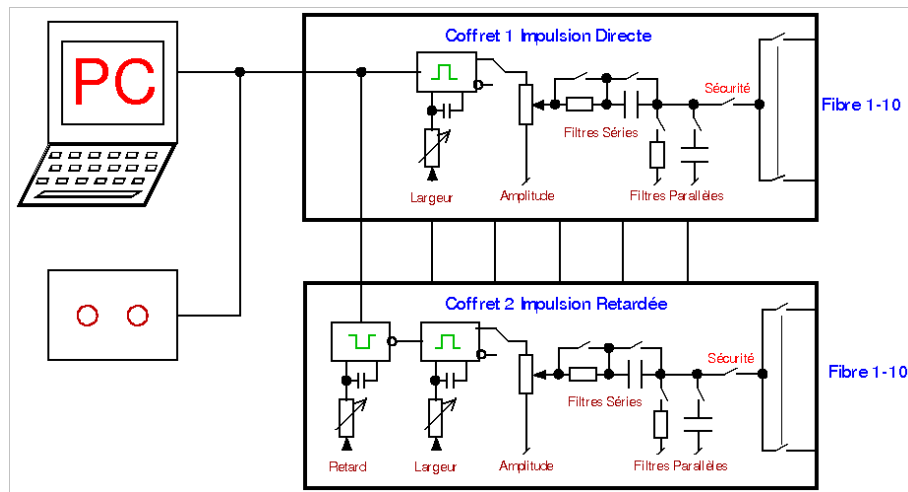 PC
Coffret 1 Impulsion Directe
Sécurité
Fibre 1-10
Filtres Séries
Largeur
Amplitude
Filtres Parallèles
Coffret 2 Impulsion Retardée
Sécurité
Fibre 1-10
Filtres Séries
Retard
Largeur
Amplitude
Filtres Parallèles